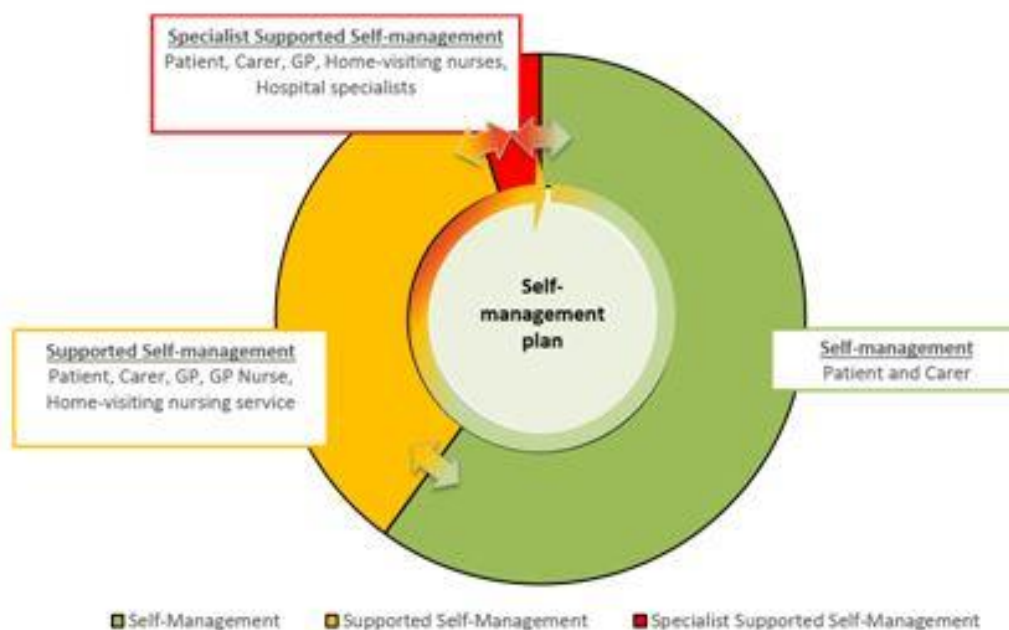 Specialist Supported Self-management
Patient, Carer, GP, Home-visiting nurses,
Hospital specialists
Self-
management
plan
Supported Self-management
Patient, Carer, GP, GP Nurse,
Home-visiting nursing service
Self-management
Patient and Carer
Self-Management
Supported Self-Management
Specialist Supported Self-Management